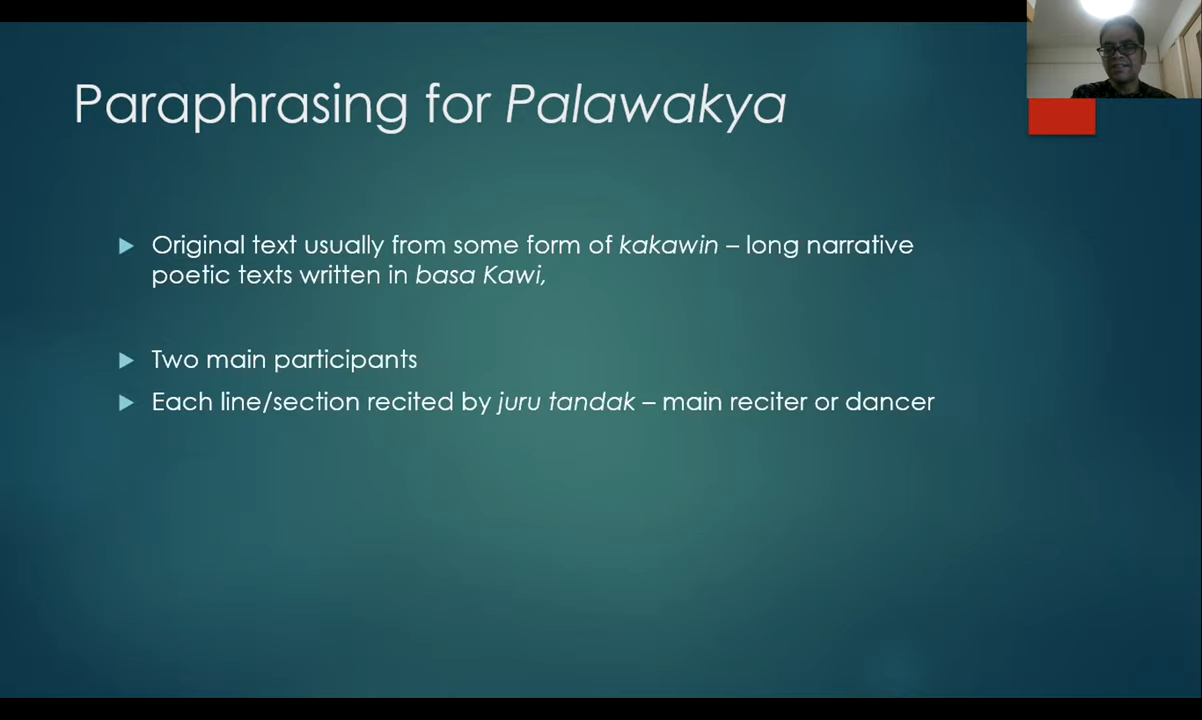 Paraphrasing for Palawakya
Original text usually from some form of kakawin – long narrative
poetic texts written in basa Kawi,
Two main participants
Each line/section recited by juru tandak – main reciter or dancer